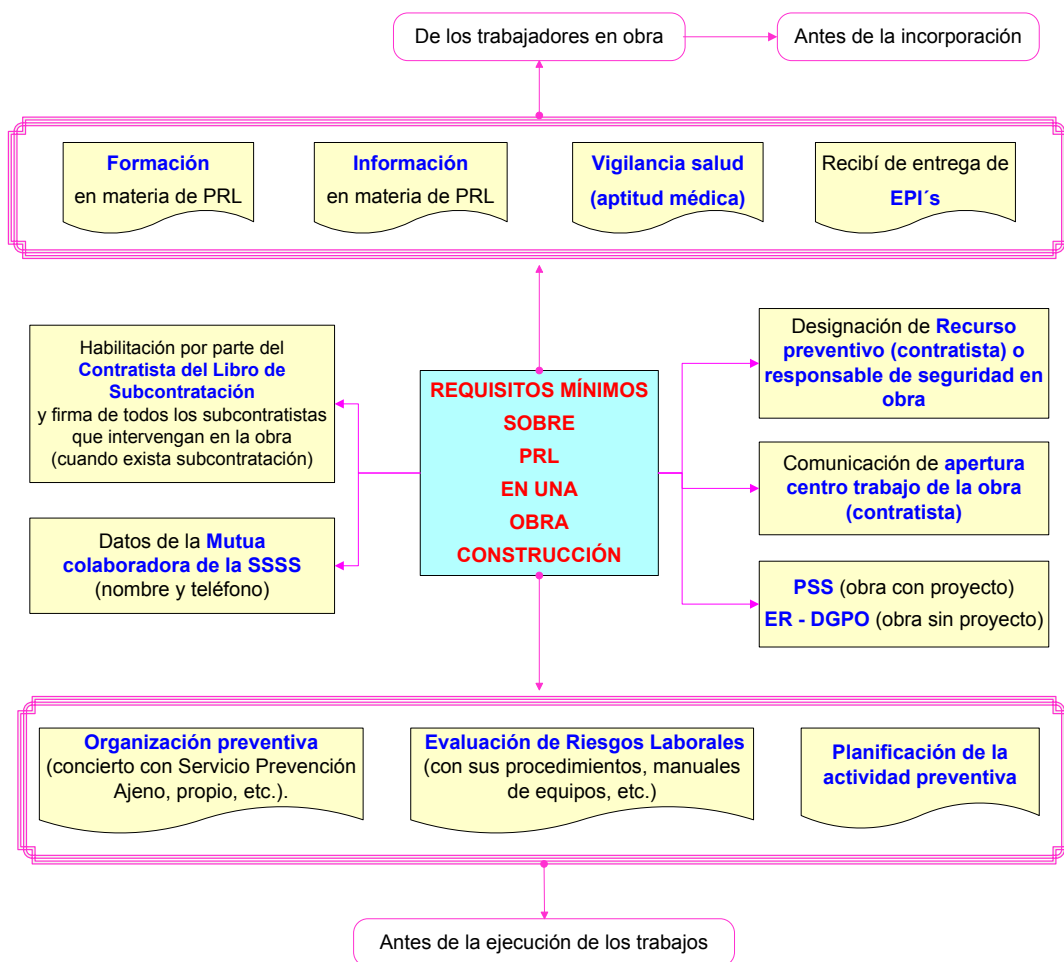 De los trabajadores en obra
Antes de la incorporación
Formación
en materia de PRL
Información
en materia de PRL
Vigilancia salud
(aptitud médica)
Recibí de entrega de
EPI´s
Habilitación por parte del
Contratista del Libro de
Subcontratación
y firma de todos los subcontratistas
que intervengan en la obra
(cuando exista subcontratación)
Datos de la Mutua
colaboradora de la SSSS
(nombre y teléfono)
REQUISITOS MÍNIMOS
SOBRE
PRL
EN UNA
OBRA
CONSTRUCCIÓN
Designación de Recurso
preventivo (contratista) o
responsable de seguridad en
obra
Comunicación de apertura
centro trabajo de la obra
(contratista)
PSS (obra con proyecto)
ER - DGPO (obra sin proyecto)
Organización preventiva
(concierto con Servicio Prevención
Ajeno, propio, etc.).
Evaluación de Riesgos Laborales
(con sus procedimientos, manuales
de equipos, etc.)
Planificación de la
actividad preventiva
Antes de la ejecución de los trabajos